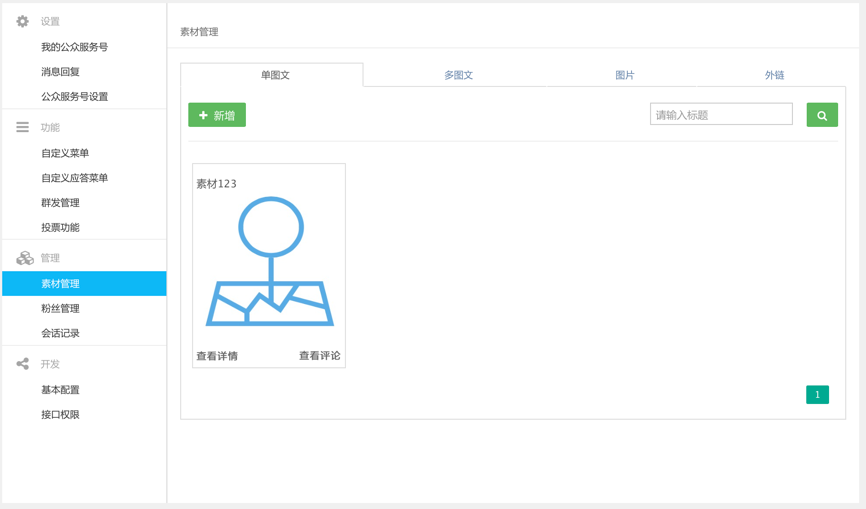 设置
我的公众服务号
消息回复
公众服务号设置
功能
自定义菜单
自定义应答菜单
群发管理
投票功能
管理
素材管理
粉丝管理
会话记录
开发
基本配置
接口权限
素材管理
单图文
多图文
图片
外链
新增
请输入标题
素材123
查看详情
查看评论
1